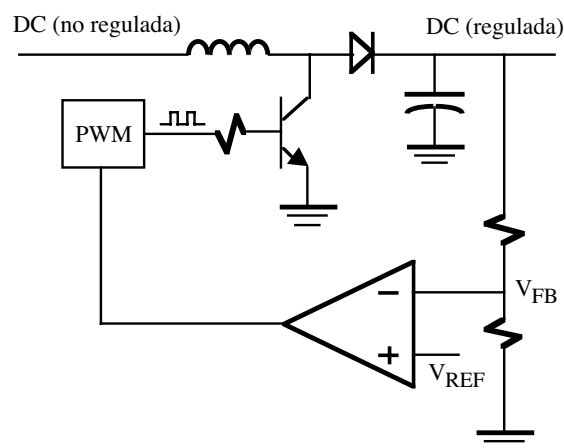 DC (no regulada)
DC (regulada)
PWM
−
V_FB
+
V_REF